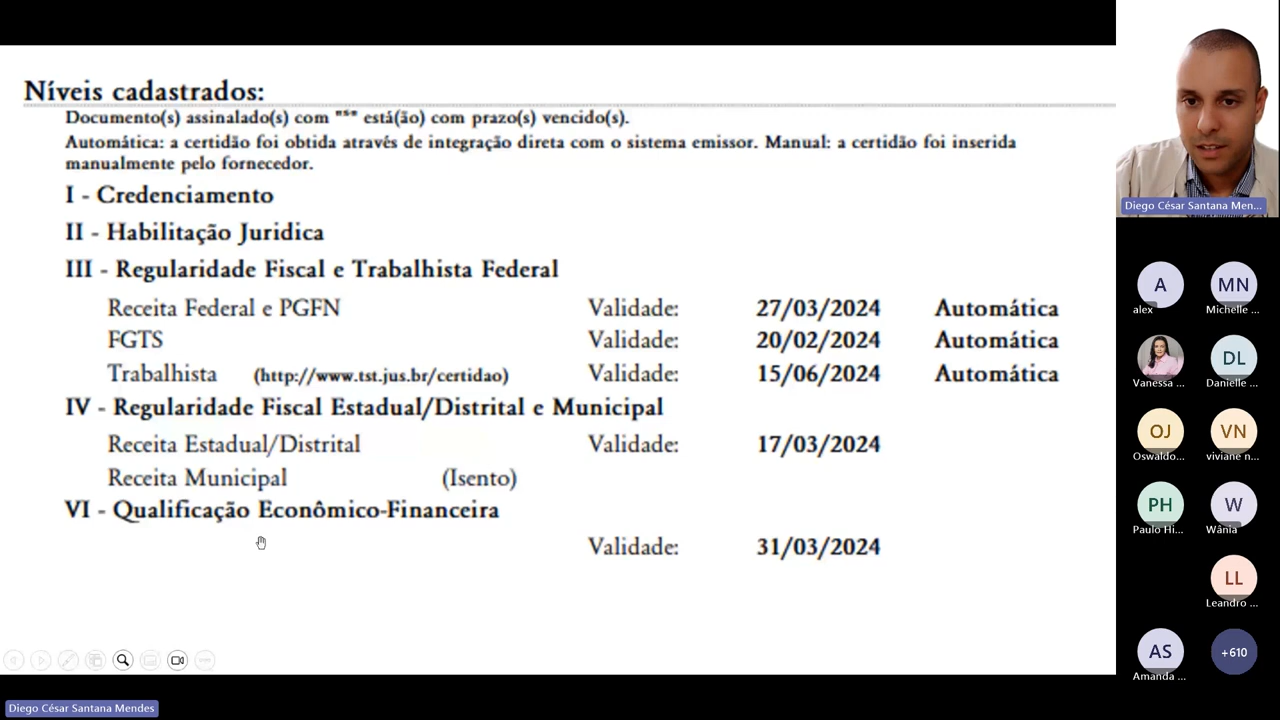 Níveis cadastrados:
Documento(s) assinalado(s) com "*" está(ão) com prazo(s) vencido(s).
Automática: a certidão foi obtida através de integração direta com o sistema emissor. Manual: a certidão foi inserida
manualmente pelo fornecedor.
I - Credenciamento
II - Habilitação Juridica
III - Regularidade Fiscal e Trabalhista Federal
Receita Federal e PGFN Validade: 27/03/2024 Automática
FGTS Validade: 20/02/2024 Automática
Trabalhista (http://www.tst.jus.br/certidao) Validade: 15/06/2024 Automática
IV - Regularidade Fiscal Estadual/Distrital e Municipal
Receita Estadual/Distrital Validade: 17/03/2024
Receita Municipal (Isento)
VI - Qualificação Econômico-Financeira
Validade: 31/03/2024
Diego César Santana Men...
A MN
alex Michelle ...
DL
Vanessa ... Danielle ...
OJ VN
Oswaldo... viviane n...
PH W
Paulo Hi... Wânia
LL
Leandro ...
AS +610
Amanda ...
Diego César Santana Mendes